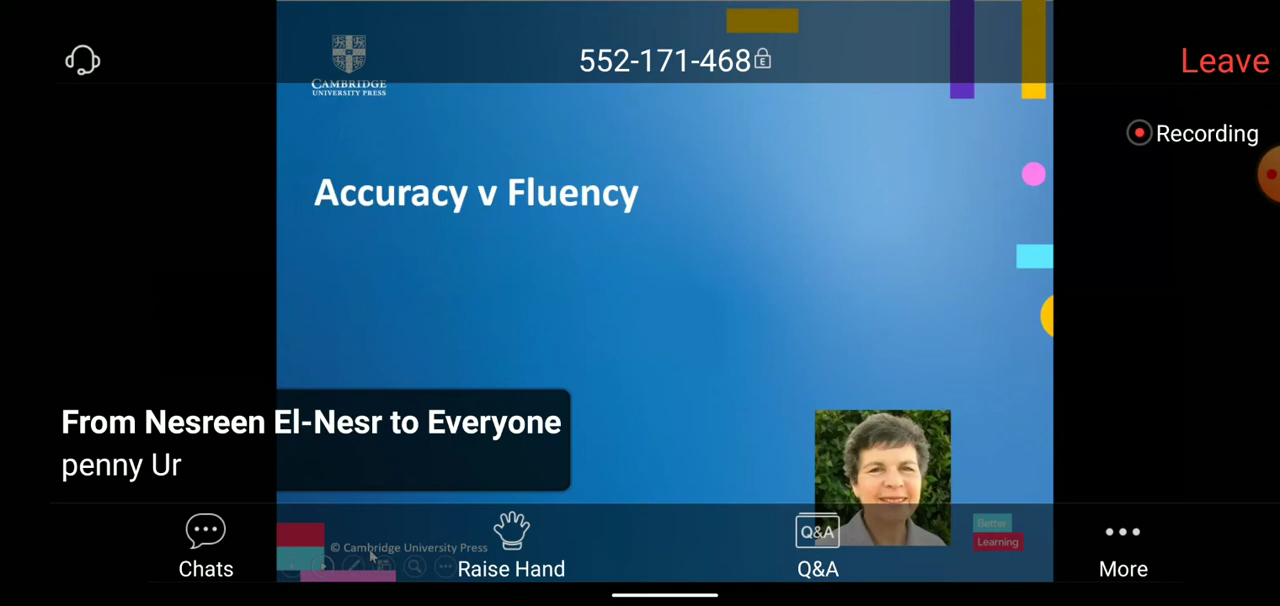 CAMBRIDGE
UNIVERSITY PRESS
552-171-468
Leave
Recording
Accuracy v Fluency
From Nesreen El-Nesr to Everyone
penny Ur
© Cambridge University Press
Better
Learning
Q&A
Chats
Raise Hand
Q&A
More